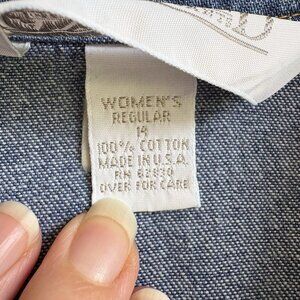 WOMEN'S
REGULAR
14
100% COTTON
MADE IN U.S.A.
RN 62830
OVER FOR CARE